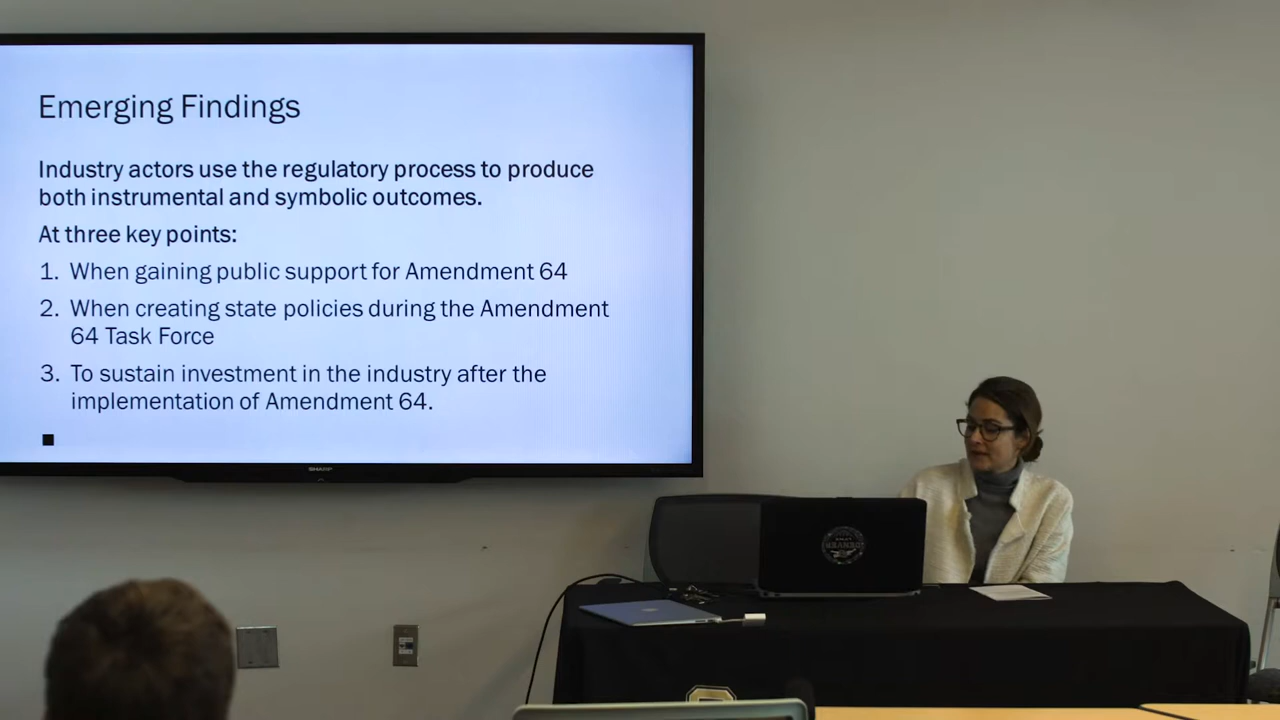 Emerging Findings
Industry actors use the regulatory process to produce
both instrumental and symbolic outcomes.
At three key points:
1. When gaining public support for Amendment 64
2. When creating state policies during the Amendment
64 Task Force
3. To sustain investment in the industry after the
implementation of Amendment 64.
SHARP